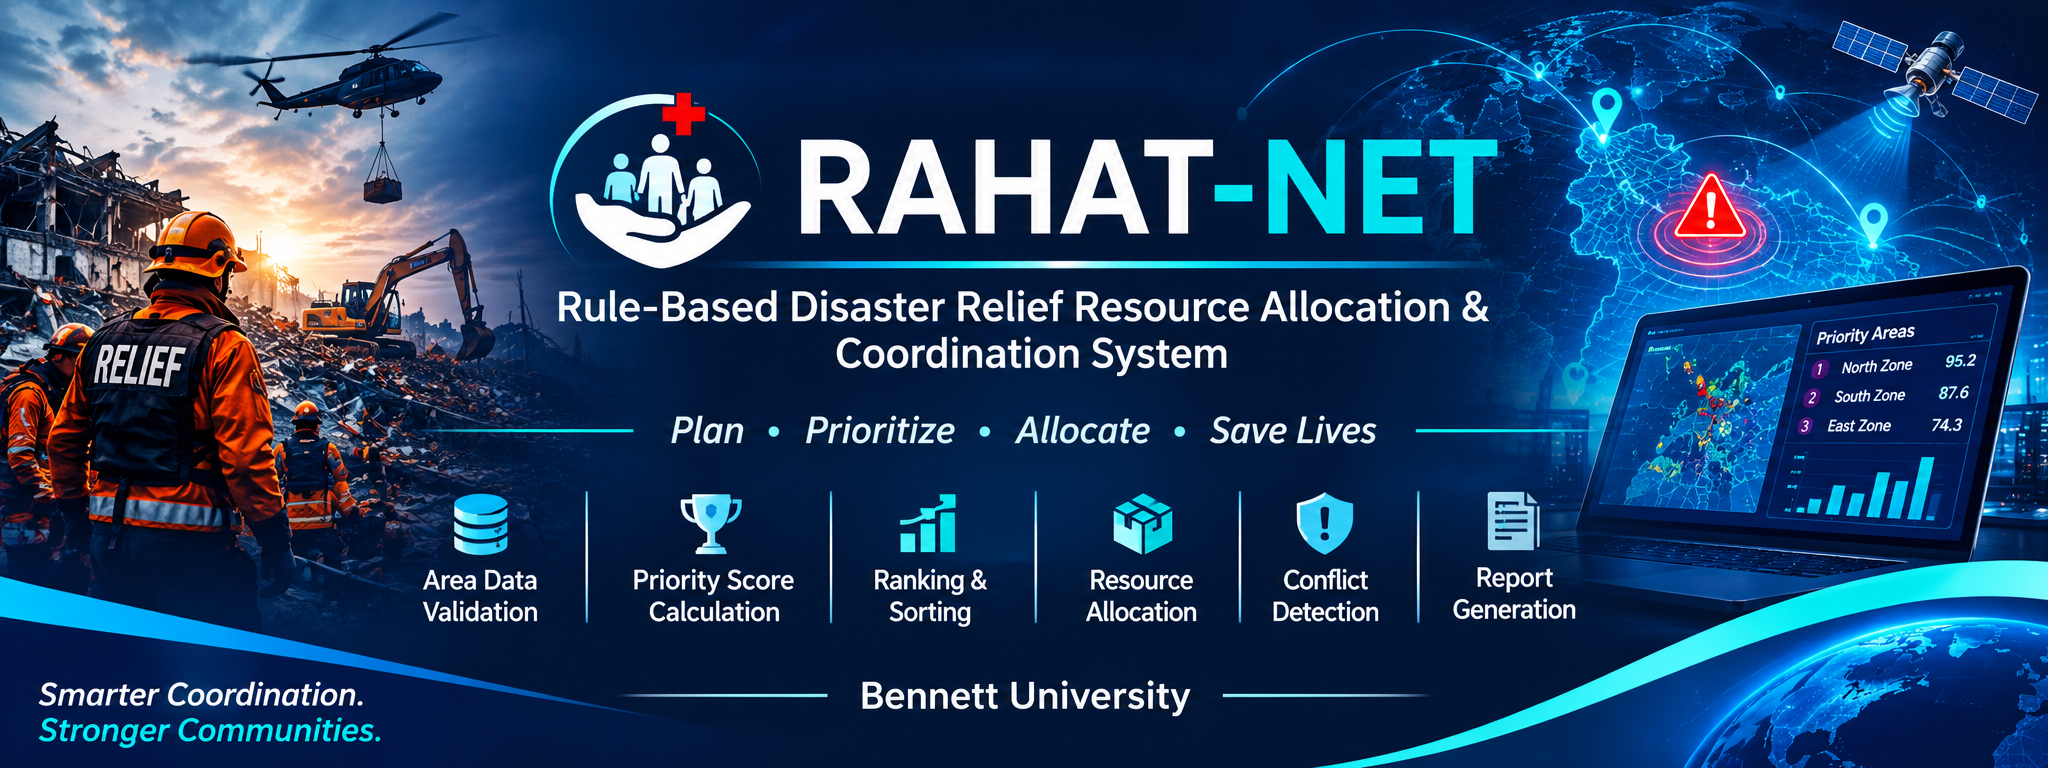 RAHAT-NET
Rule-Based Disaster Relief Resource Allocation &
Coordination System
Plan • Prioritize • Allocate • Save Lives
RELIEF
Priority Areas
1 North Zone 95.2
2 South Zone 87.6
3 East Zone 74.3
Area Data
Validation
Priority Score
Calculation
Ranking &
Sorting
Resource
Allocation
Conflict
Detection
Report
Generation
Smarter Coordination.
Stronger Communities.
Bennett University